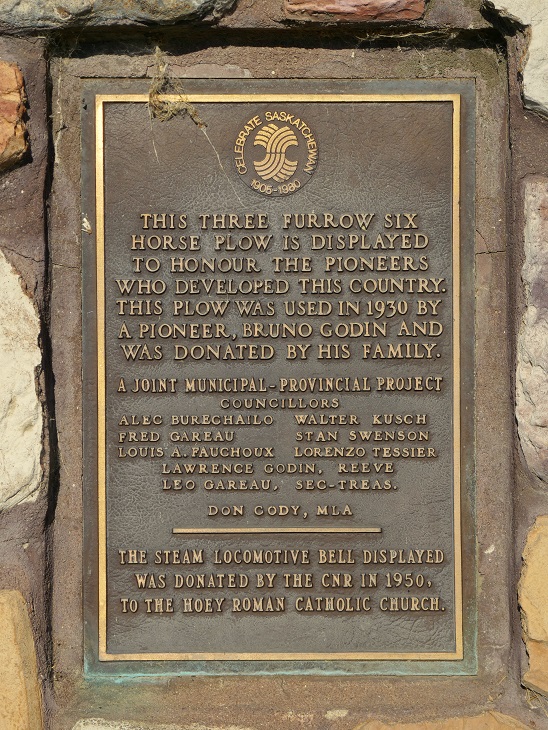 CELEBRATE SASKATCHEWAN
1905-1980
THIS THREE FURROW SIX
HORSE PLOW IS DISPLAYED
TO HONOUR THE PIONEERS
WHO DEVELOPED THIS COUNTRY.
THIS PLOW WAS USED IN 1930 BY
A PIONEER, BRUNO GODIN AND
WAS DONATED BY HIS FAMILY.
A JOINT MUNICIPAL-PROVINCIAL PROJECT
COUNCILLORS
ALEC BURECHAILO WALTER KUSCH
FRED GAREAU STAN SWENSON
LOUIS A. FAUCHOUX LORENZO TESSIER
LAWRENCE GODIN, REEVE
LEO GAREAU, SEC-TREAS.
DON CODY, MLA
THE STEAM LOCOMOTIVE BELL DISPLAYED
WAS DONATED BY THE CNR IN 1950,
TO THE HOEY ROMAN CATHOLIC CHURCH.